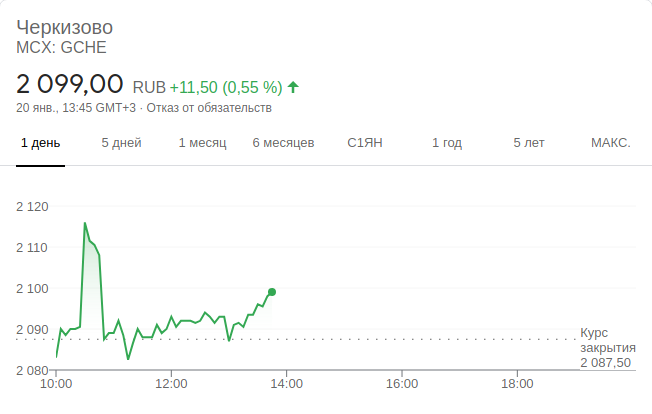 Черкизово
MCX: GCHE
2 099,00 RUB +11,50 (0,55 %)
20 янв., 13:45 GMT+3 · Отказ от обязательств
1 день 5 дней 1 месяц 6 месяцев С1ЯН 1 год 5 лет МАКС.
2 120
2 110
2 100
2 090
Курс
закрытия
2 087,50
2 080
10:00 12:00 14:00 16:00 18:00